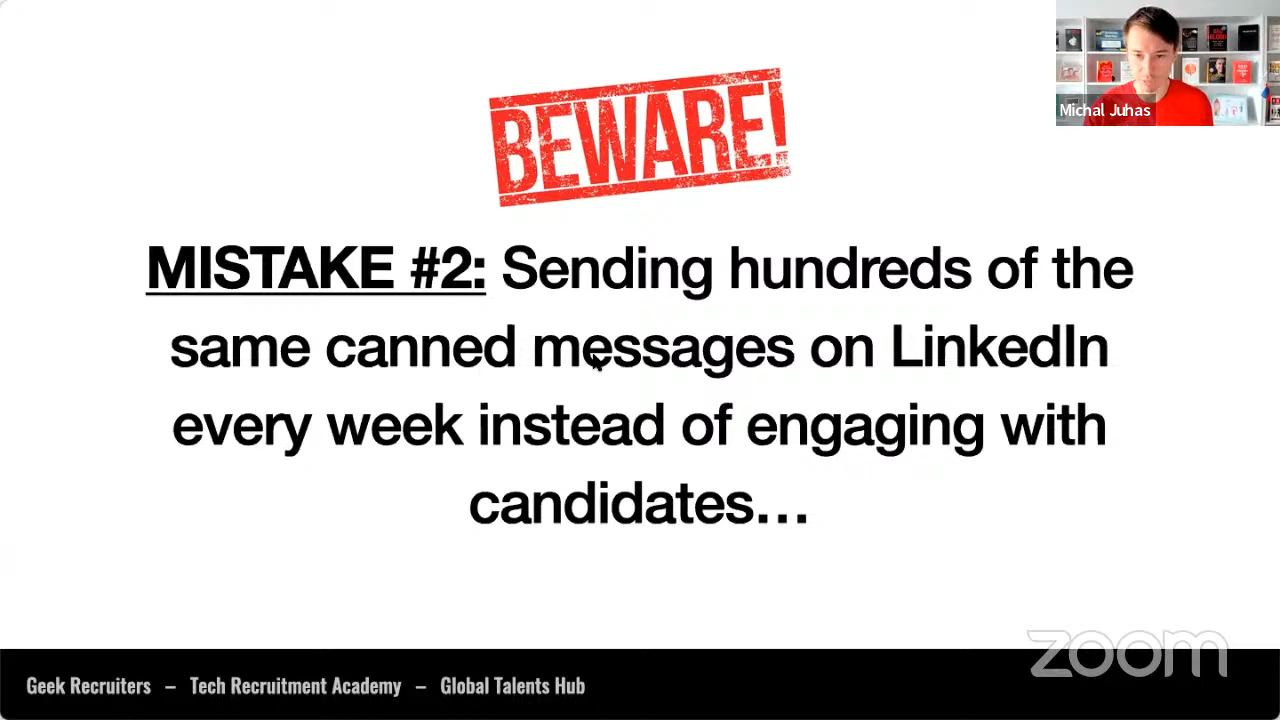 BEWARE!
Michal Juhas
MISTAKE #2: Sending hundreds of the
same canned messages on LinkedIn
every week instead of engaging with
candidates…
zoom
Geek Recruiters – Tech Recruitment Academy – Global Talents Hub